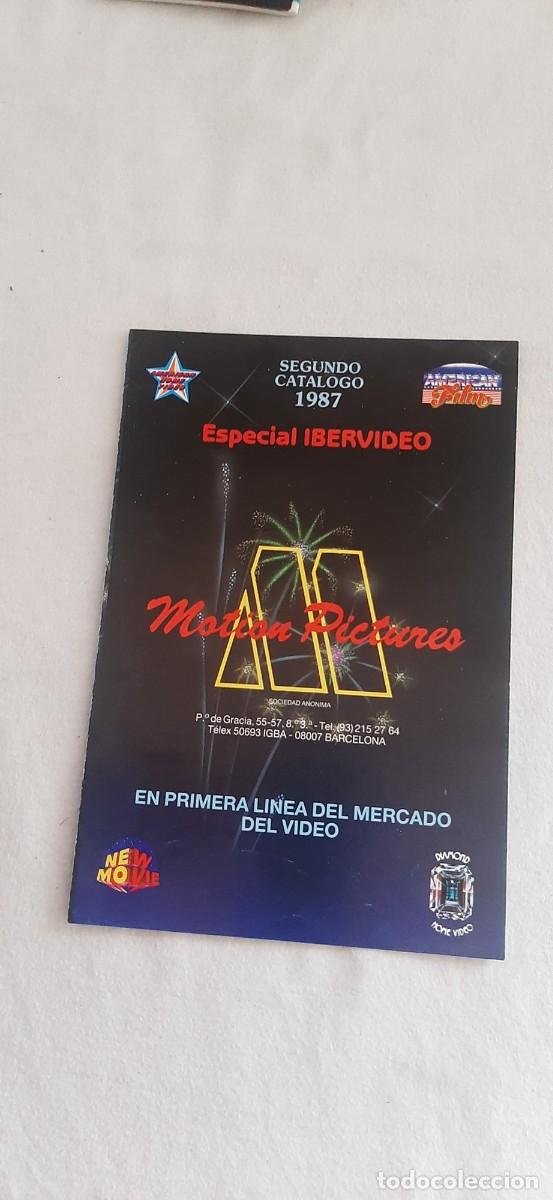 SEGUNDO
CATALOGO
1987
AMERICAN
Film
Especial IBERVIDEO
Motion Pictures
SOCIEDAD ANONIMA
P.º de Gracia, 55-57, 8.º 3.ª - Tel. (93) 215 27 64
Télex 50693 IGBA - 08007 BARCELONA
EN PRIMERA LINEA DEL MERCADO
DEL VIDEO
NEW
MOVIE
DIAMOND
HOME VIDEO
todocoleccion